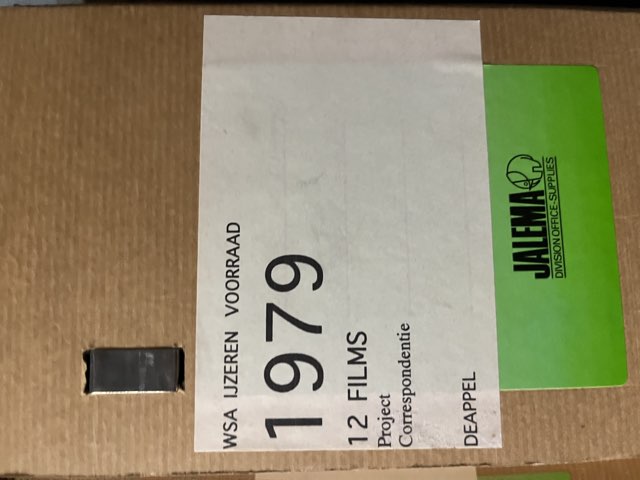 WSA IJZEREN VOORRAAD
1979
12 FILMS
Project
Correspondentie
DEAPPEL
JALEMA
DIVISION OFFICE-SUPPLIES